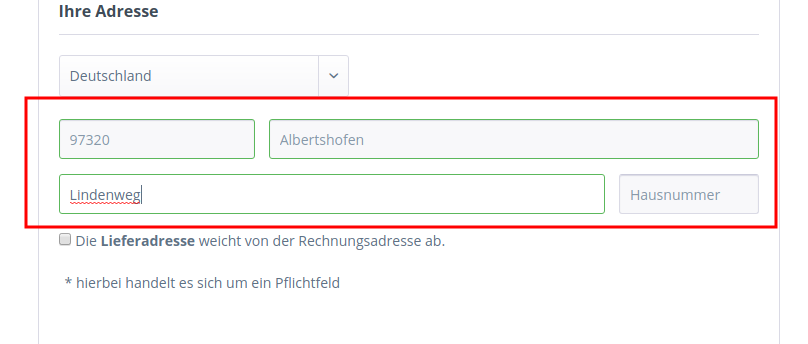 Ihre Adresse
Deutschland
97320 Albertshofen
Lindenweg Hausnummer
Die Lieferadresse weicht von der Rechnungsadresse ab.
* hierbei handelt es sich um ein Pflichtfeld